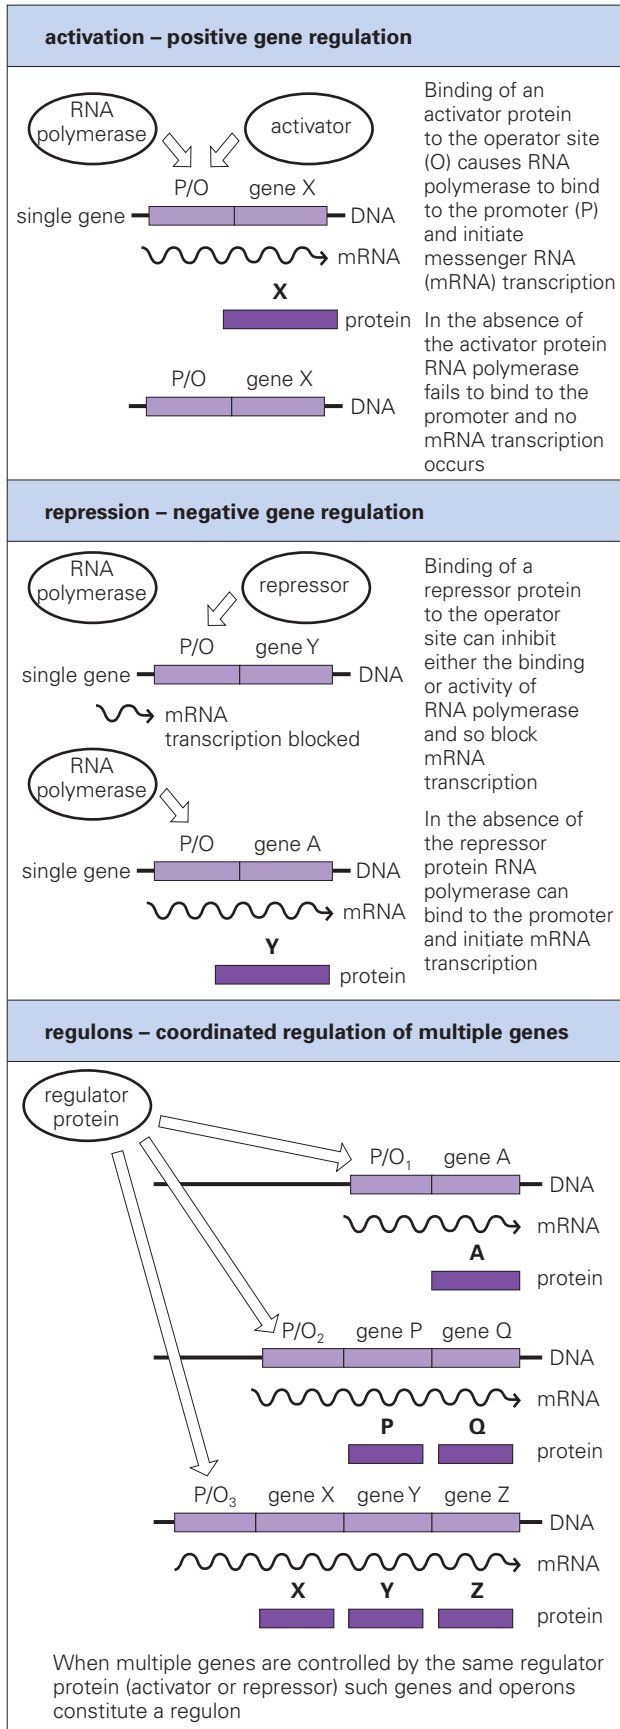 activation – positive gene regulation
RNA
polymerase
activator
P/O
gene X
single gene
DNA
mRNA
X
protein
P/O
gene X
DNA
Binding of an
activator protein
to the operator site
(O) causes RNA
polymerase to bind
to the promoter (P)
and initiate
messenger RNA
(mRNA) transcription
In the absence of
the activator protein
RNA polymerase
fails to bind to the
promoter and no
mRNA transcription
occurs
repression – negative gene regulation
RNA
polymerase
repressor
P/O
gene Y
single gene
DNA
mRNA
transcription blocked
RNA
polymerase
P/O
gene A
single gene
DNA
mRNA
Y
protein
Binding of a
repressor protein
to the operator
site can inhibit
either the binding
or activity of
RNA polymerase
and so block
mRNA
transcription
In the absence of
the repressor
protein RNA
polymerase can
bind to the promoter
and initiate mRNA
transcription
regulons – coordinated regulation of multiple genes
regulator
protein
P/O₁
gene A
DNA
mRNA
A
protein
P/O₂
gene P
gene Q
DNA
mRNA
P
Q
protein
P/O₃
gene X
gene Y
gene Z
DNA
mRNA
X
Y
Z
protein
When multiple genes are controlled by the same regulator
protein (activator or repressor) such genes and operons
constitute a regulon